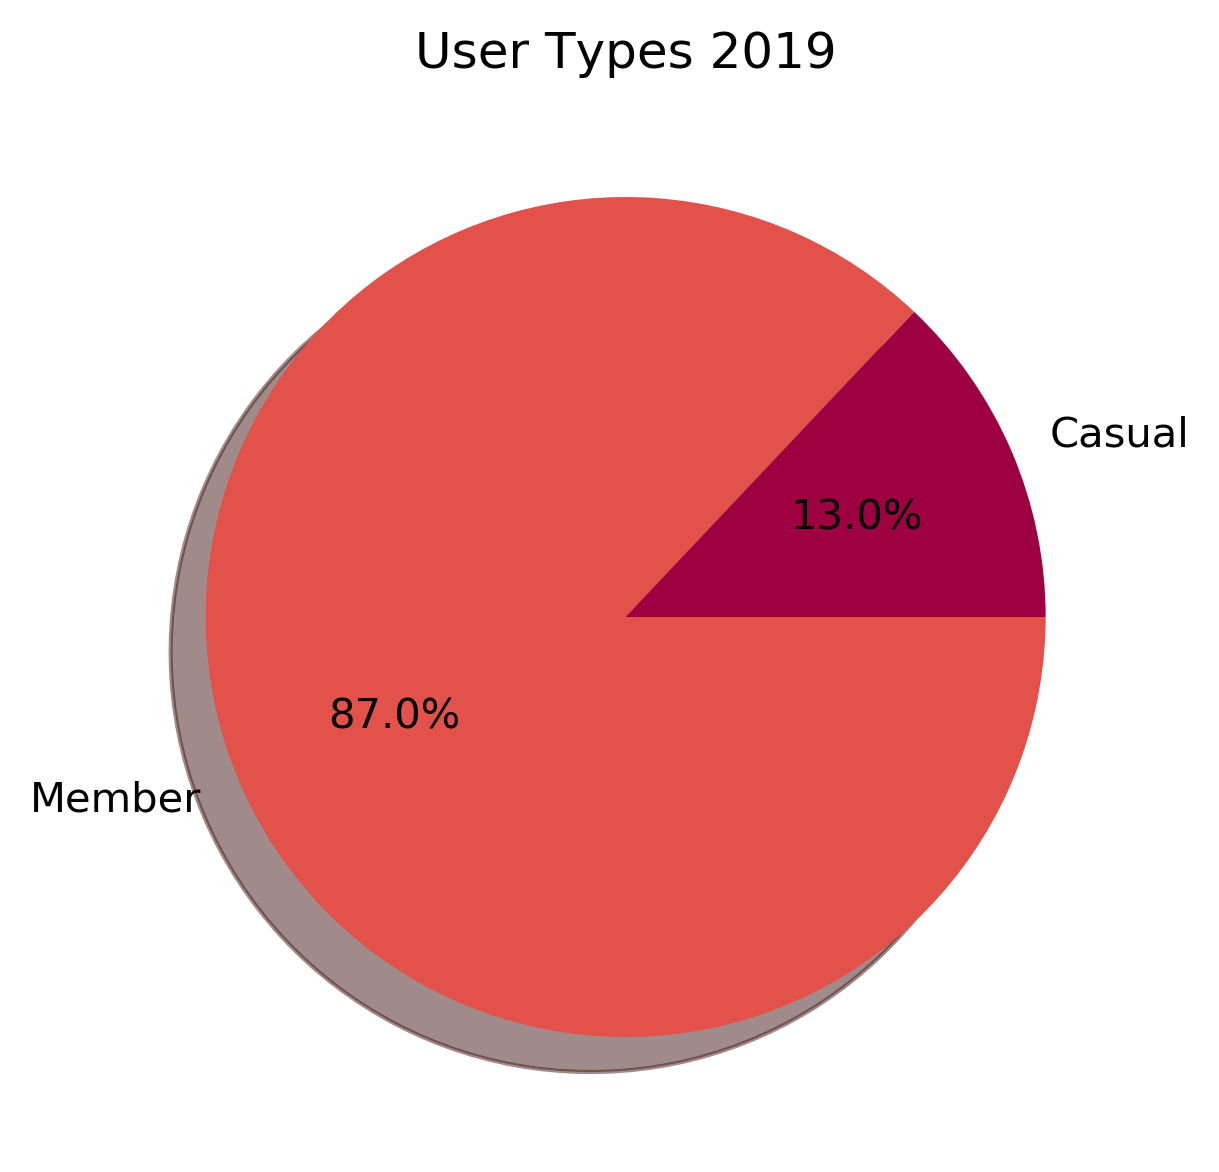 User Types 2019
Casual
13.0%
87.0%
Member